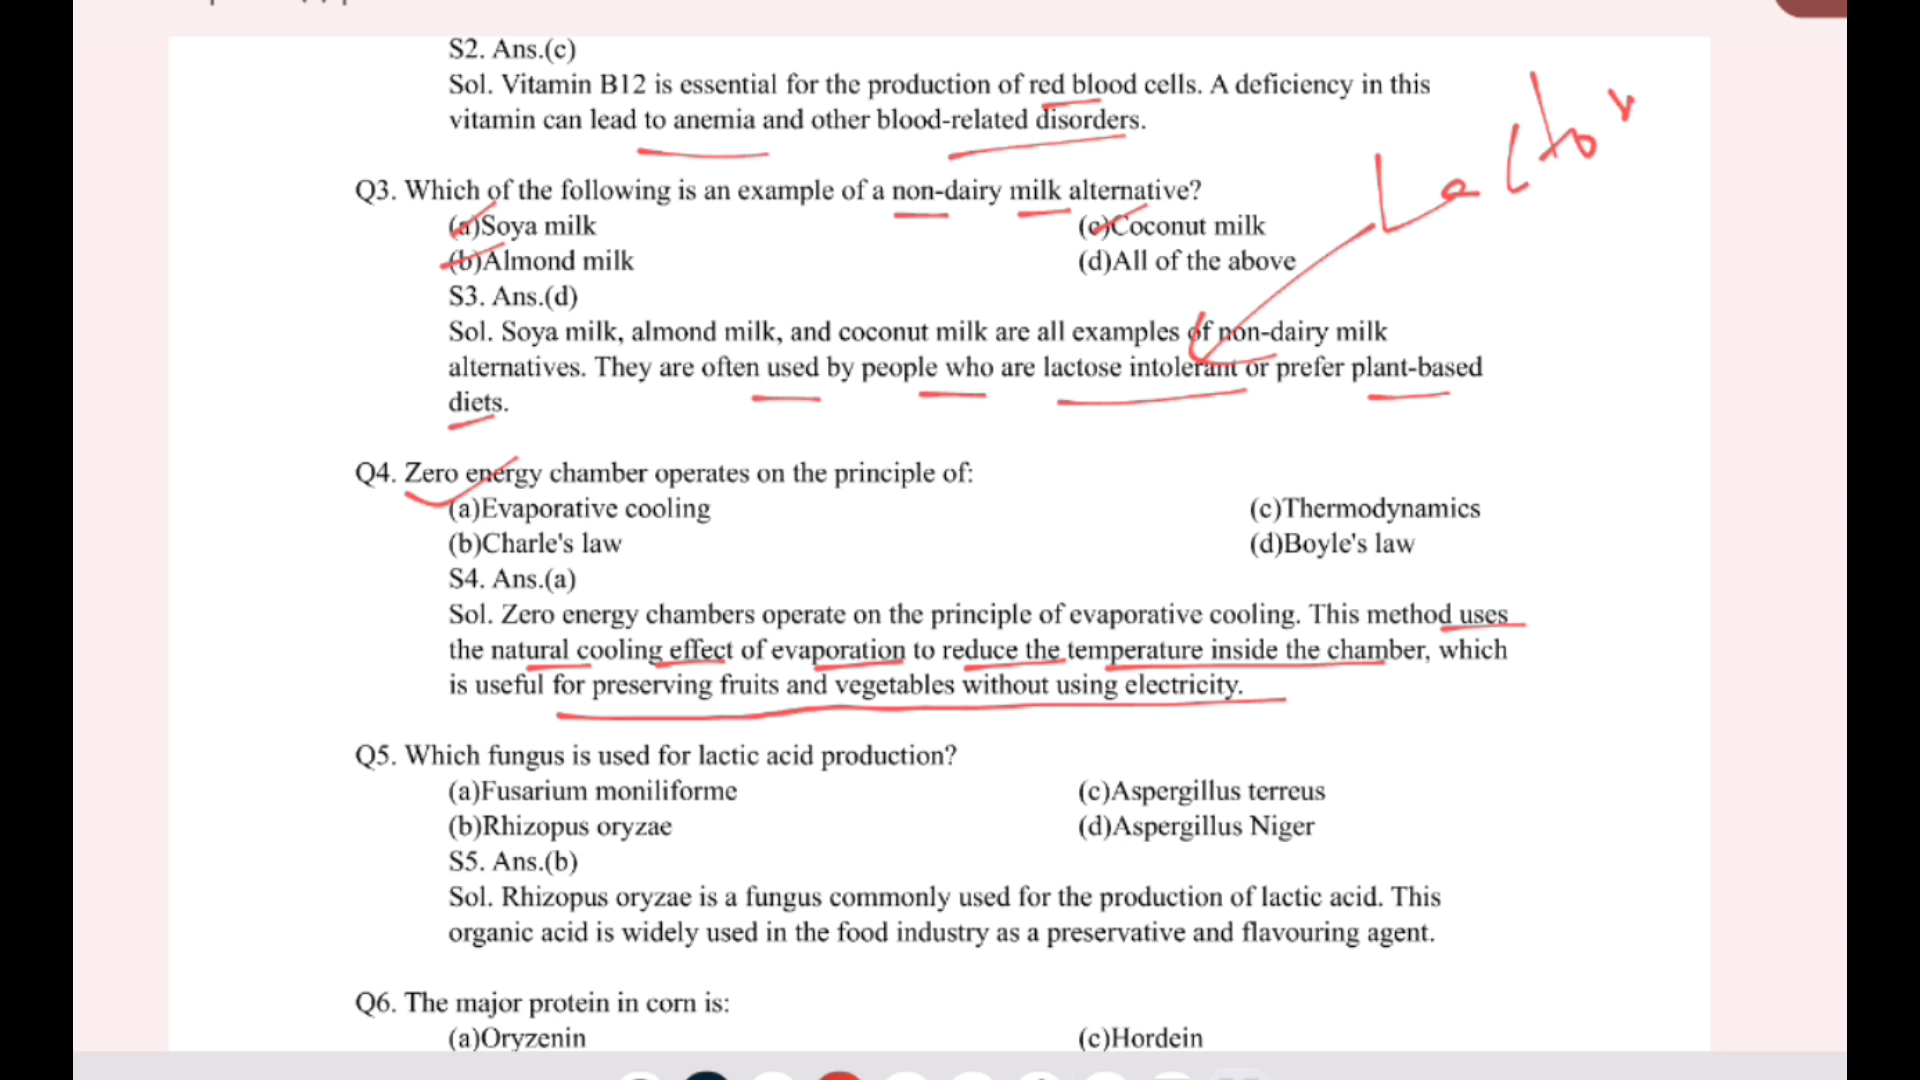 S2. Ans.(c)
Sol. Vitamin B12 is essential for the production of red blood cells. A deficiency in this
vitamin can lead to anemia and other blood-related disorders.
Q3. Which of the following is an example of a non-dairy milk alternative?
(a)Soya milk (c)Coconut milk
(b)Almond milk (d)All of the above
S3. Ans.(d)
Sol. Soya milk, almond milk, and coconut milk are all examples of non-dairy milk
alternatives. They are often used by people who are lactose intolerant or prefer plant-based
diets.
Q4. Zero energy chamber operates on the principle of:
(a)Evaporative cooling (c)Thermodynamics
(b)Charle's law (d)Boyle's law
S4. Ans.(a)
Sol. Zero energy chambers operate on the principle of evaporative cooling. This method uses
the natural cooling effect of evaporation to reduce the temperature inside the chamber, which
is useful for preserving fruits and vegetables without using electricity.
Q5. Which fungus is used for lactic acid production?
(a)Fusarium moniliforme (c)Aspergillus terreus
(b)Rhizopus oryzae (d)Aspergillus Niger
S5. Ans.(b)
Sol. Rhizopus oryzae is a fungus commonly used for the production of lactic acid. This
organic acid is widely used in the food industry as a preservative and flavouring agent.
Q6. The major protein in corn is:
(a)Oryzenin (c)Hordein